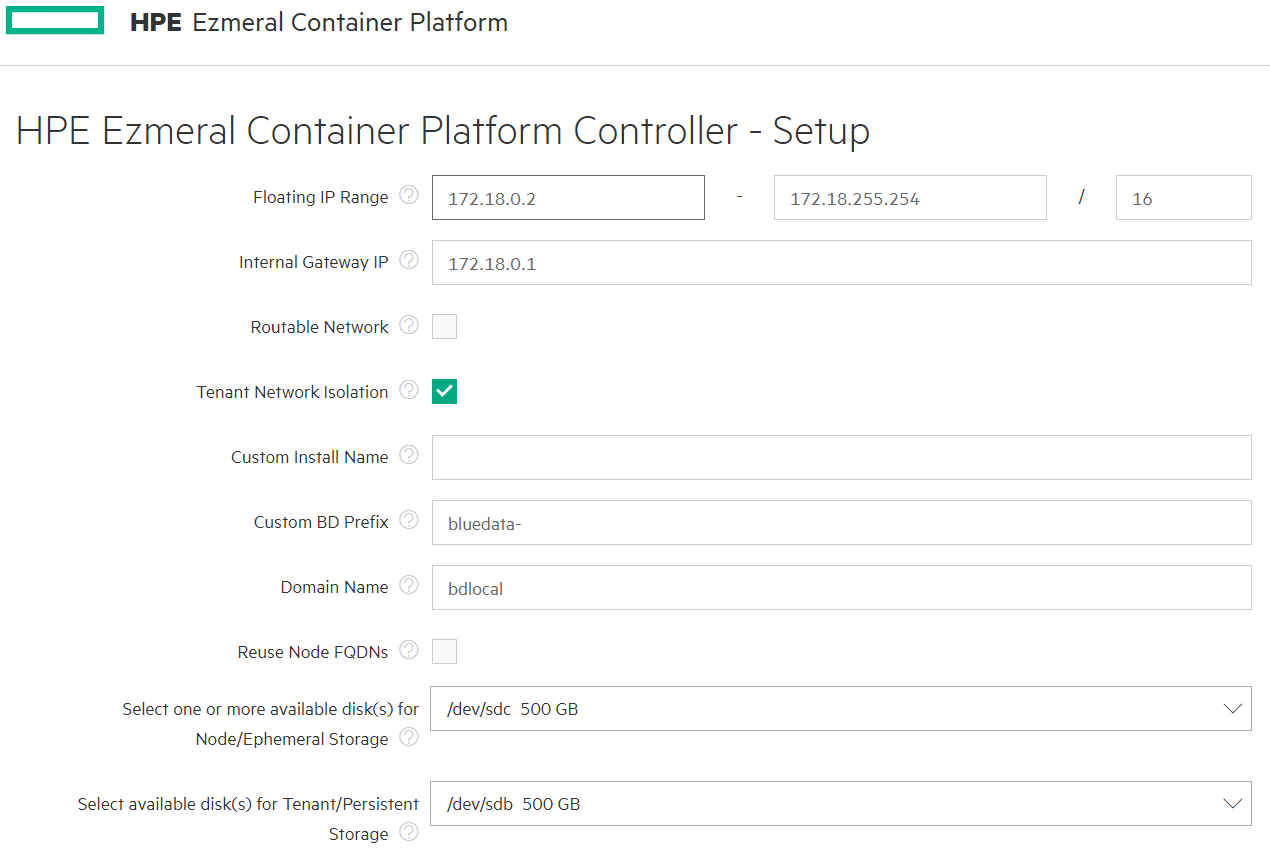 HPE Ezmeral Container Platform
HPE Ezmeral Container Platform Controller - Setup
Floating IP Range ? 172.18.0.2 - 172.18.255.254 / 16
Internal Gateway IP ? 172.18.0.1
Routable Network ?
Tenant Network Isolation ?
Custom Install Name ?
Custom BD Prefix ? bluedata-
Domain Name ? bdlocal
Reuse Node FQDNs ?
Select one or more available disk(s) for /dev/sdc 500 GB
Node/Ephemeral Storage ?
Select available disk(s) for Tenant/Persistent /dev/sdb 500 GB
Storage ?